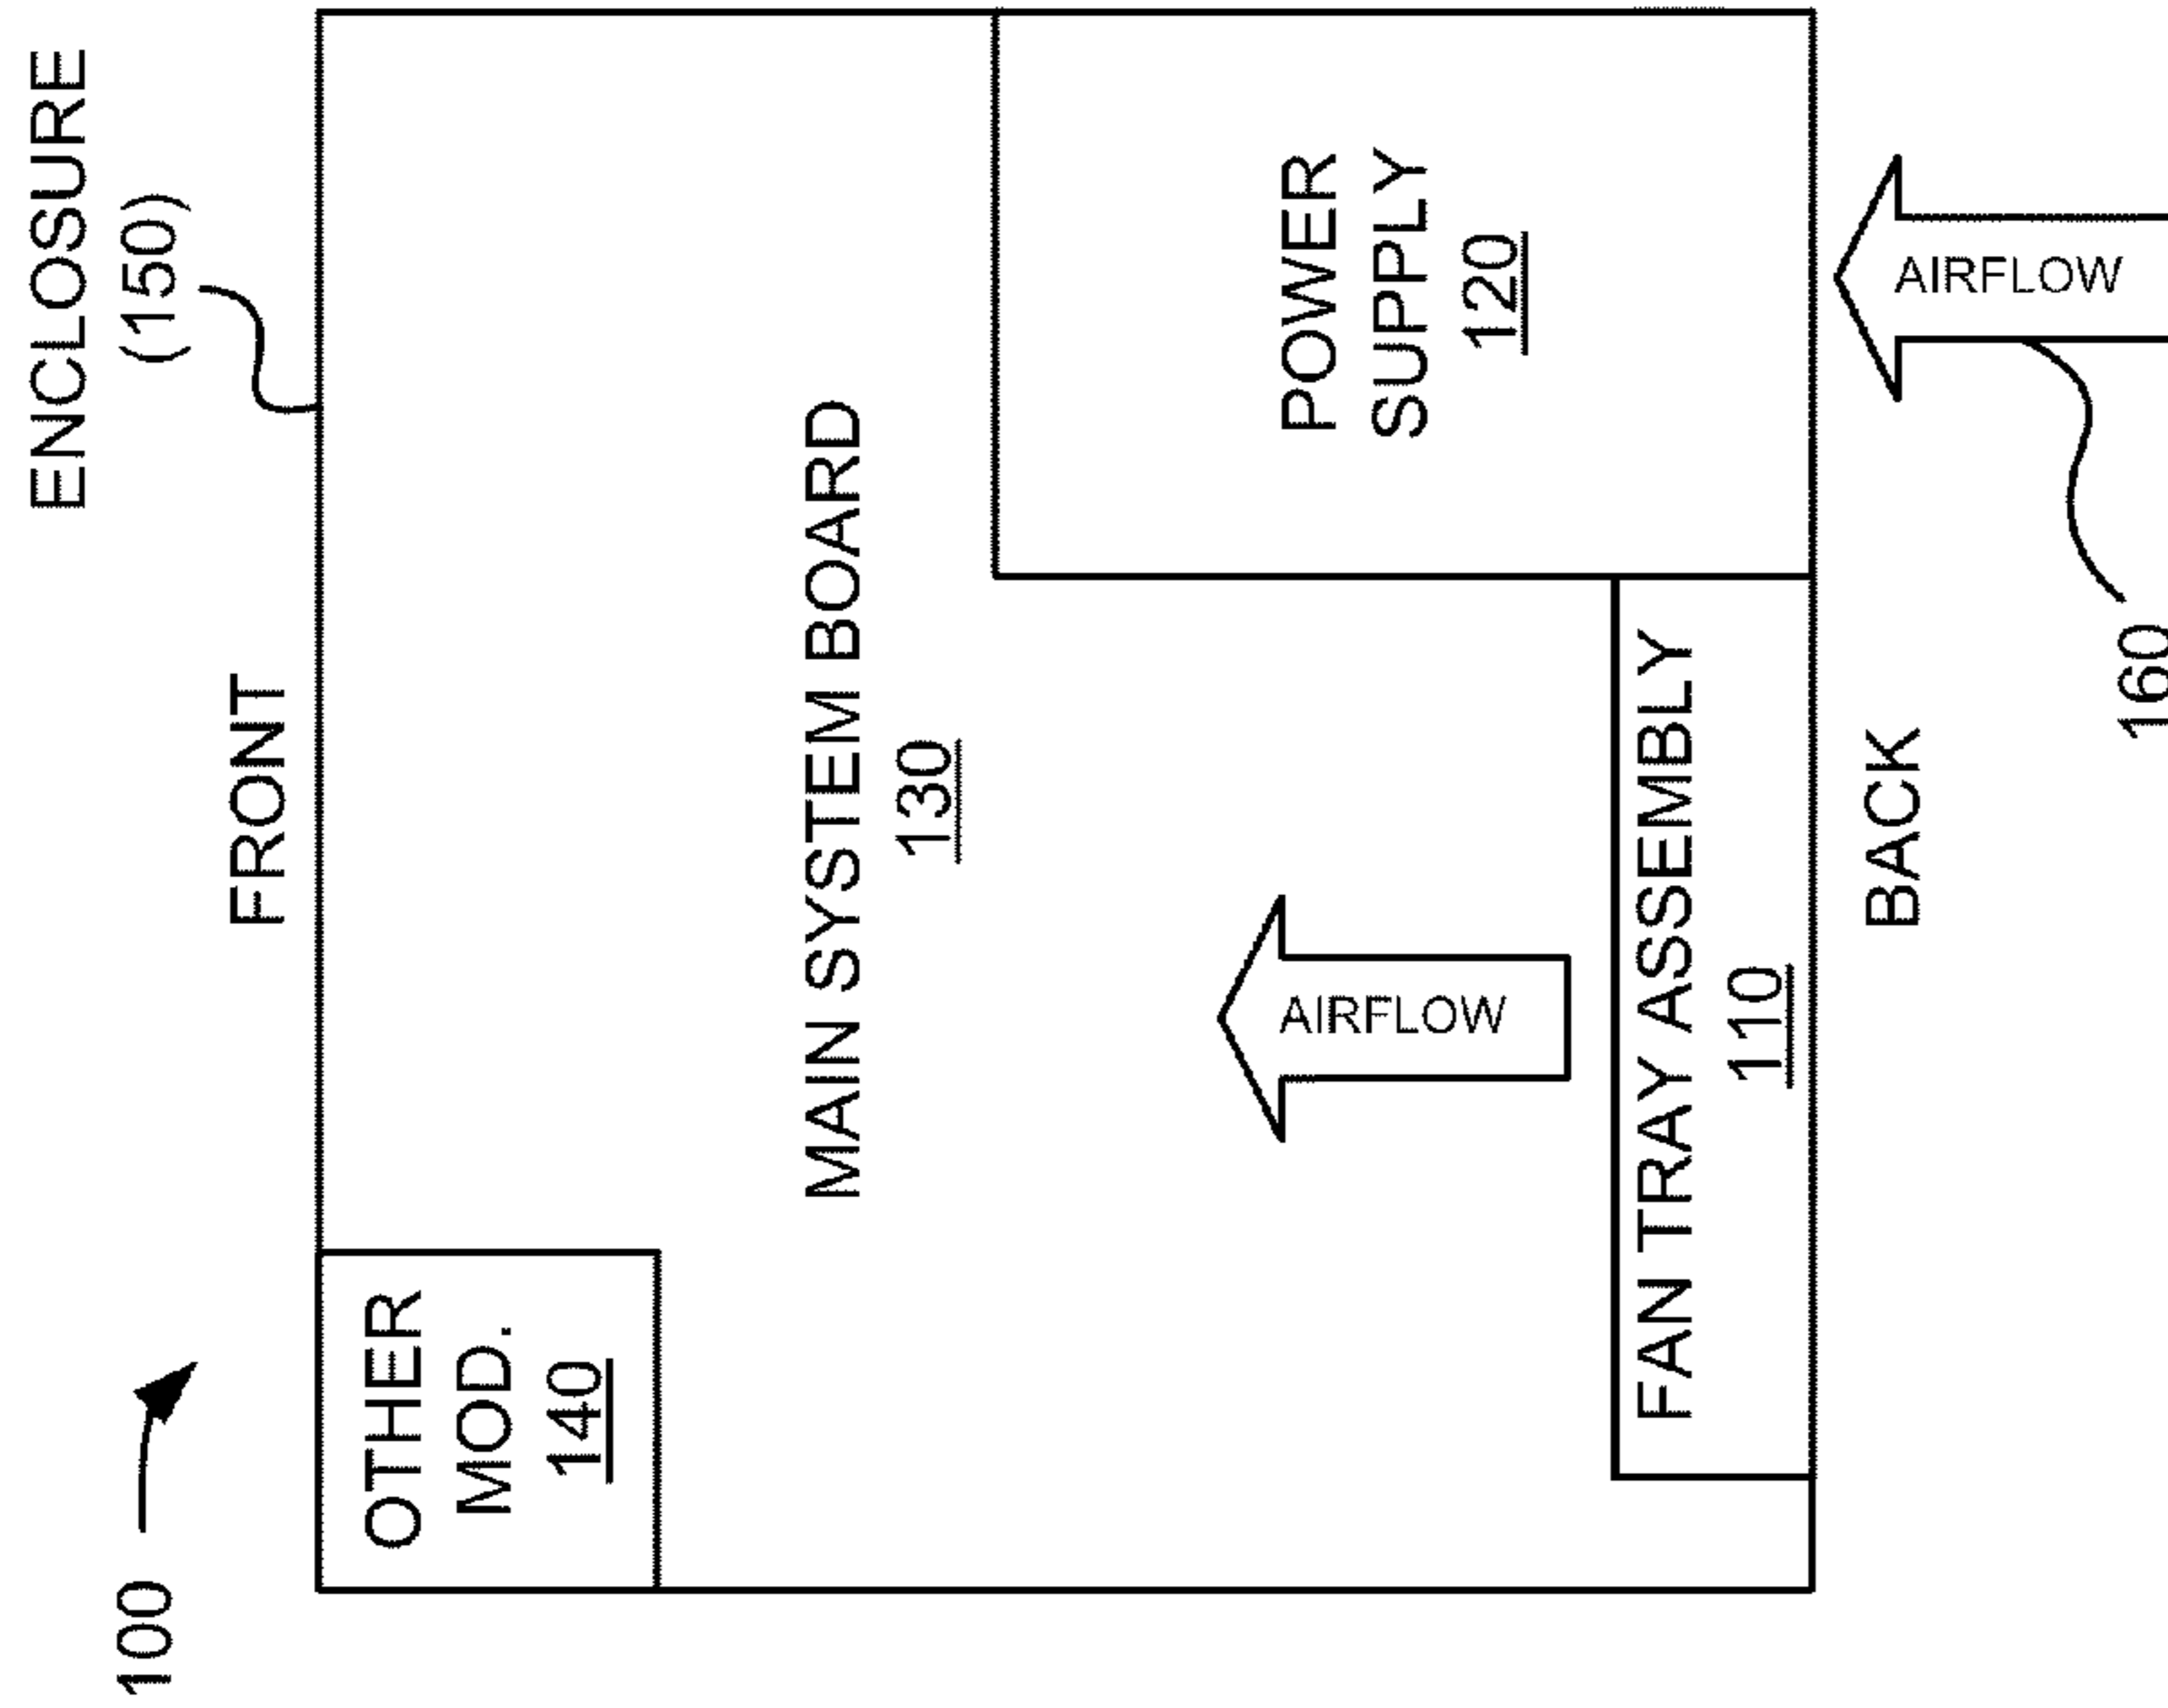 100
ENCLOSURE
(150)
FRONT
OTHER
MOD.
140
MAIN SYSTEM BOARD
130
POWER
SUPPLY
120
AIRFLOW
FAN TRAY ASSEMBLY
110
BACK
AIRFLOW
160